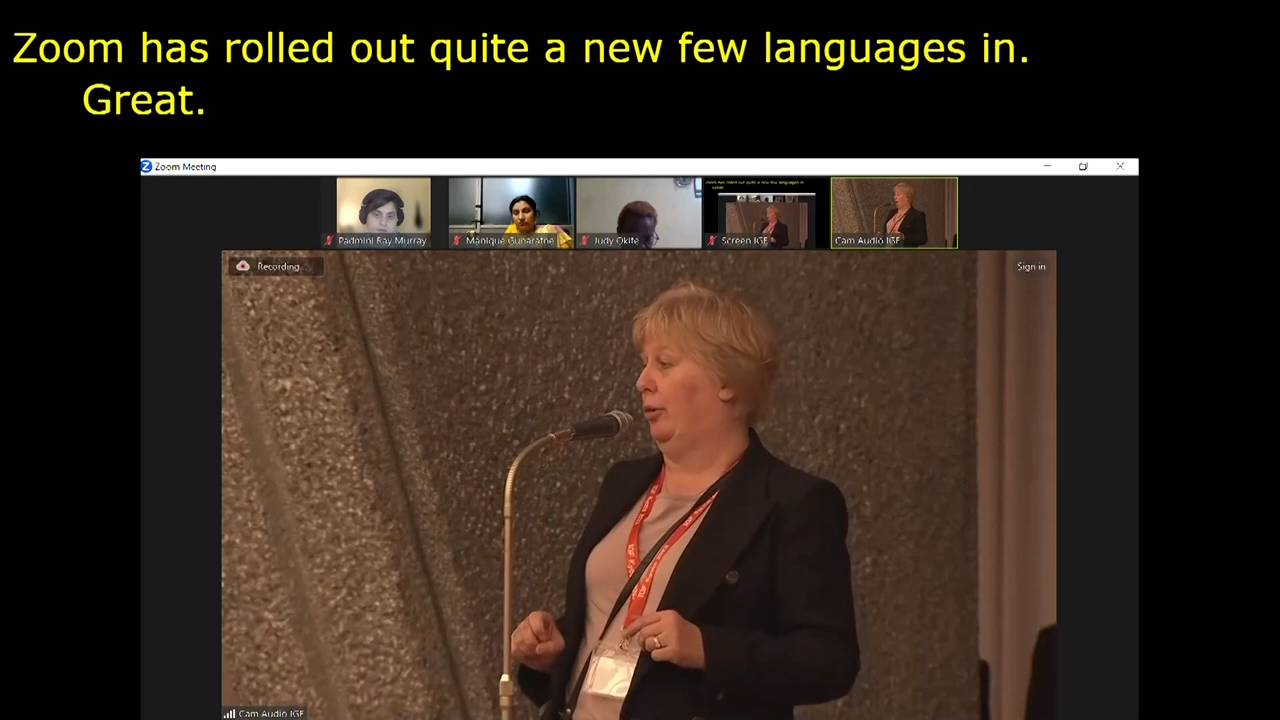 Zoom has rolled out quite a new few languages in.
Great.
Zoom Meeting
Padmini Ray Murray
Manique Gunaratne
Judy Okite
Screen IGF
Cam Audio IGF
Recording...
Sign in
Cam Audio IGF